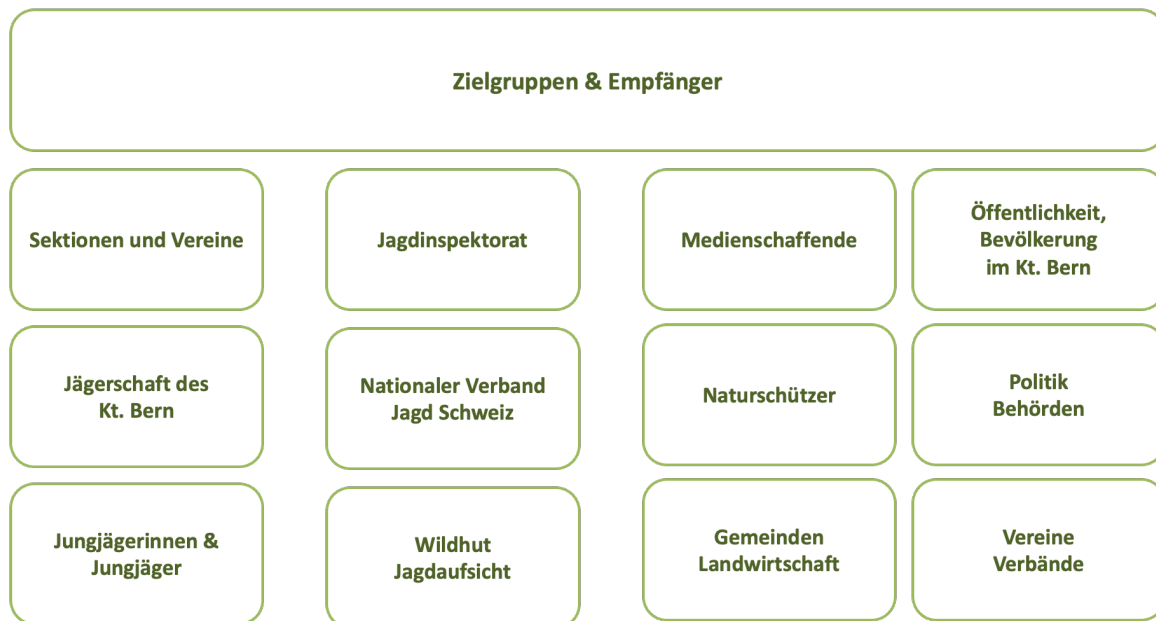 Zielgruppen & Empfänger
Sektionen und Vereine
Jagdinspektorat
Medienschaffende
Öffentlichkeit,
Bevölkerung
im Kt. Bern
Jägerschaft des
Kt. Bern
Nationaler Verband
Jagd Schweiz
Naturschützer
Politik
Behörden
Jungjägerinnen &
Jungjäger
Wildhut
Jagdaufsicht
Gemeinden
Landwirtschaft
Vereine
Verbände